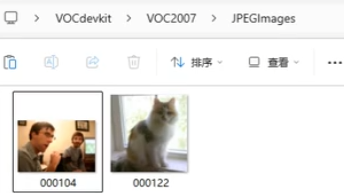 VOCdevkit > VOC2007 > JPEGImages
排序 查看
000104 000122